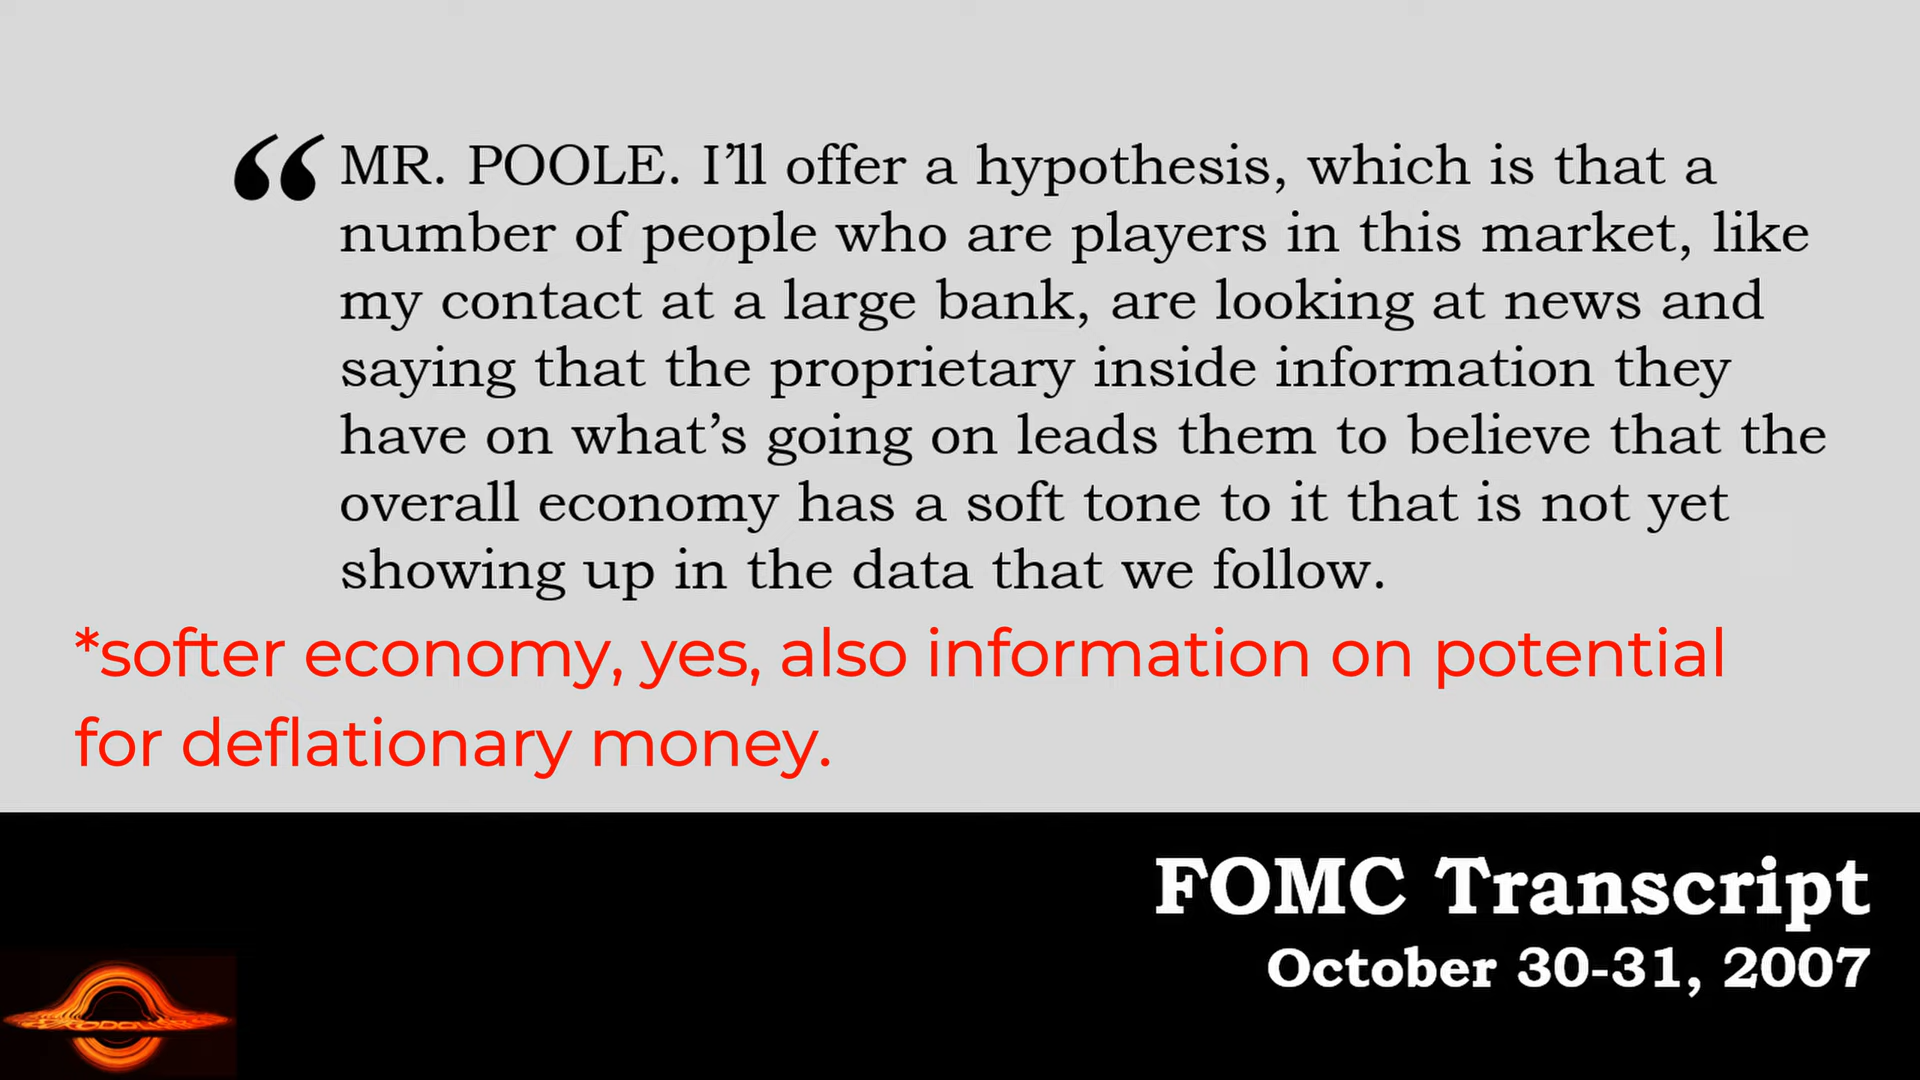 “MR. POOLE. I’ll offer a hypothesis, which is that a
number of people who are players in this market, like
my contact at a large bank, are looking at news and
saying that the proprietary inside information they
have on what’s going on leads them to believe that the
overall economy has a soft tone to it that is not yet
showing up in the data that we follow.
*softer economy, yes, also information on potential
for deflationary money.
FOMC Transcript
October 30-31, 2007